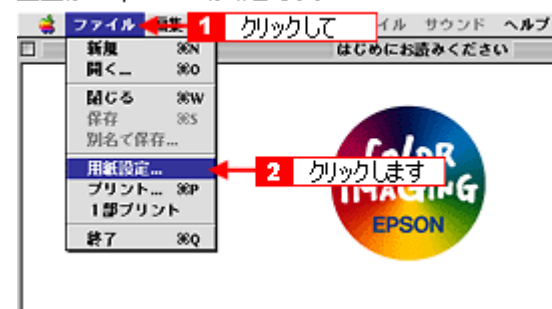 ファイル 編集 1 クリックして イル サウンド ヘルプ
新規 ⌘N
はじめにお読みください
開く... ⌘O
閉じる ⌘W
保存 ⌘S
別名で保存...
用紙設定...
2 クリックします
プリント... ⌘P
1部プリント
終了 ⌘Q
COLOR
IMAGING
EPSON